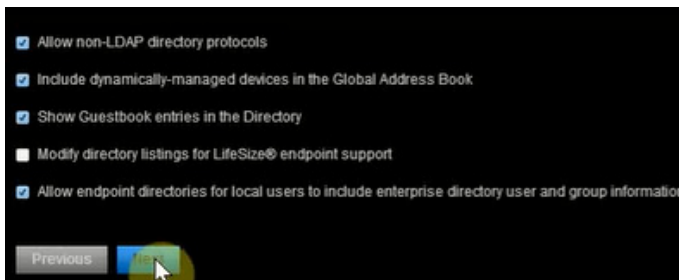 Allow non-LDAP directory protocols
Include dynamically-managed devices in the Global Address Book
Show Guestbook entries in the Directory
Modify directory listings for LifeSize® endpoint support
Allow endpoint directories for local users to include enterprise directory user and group information
Previous Next